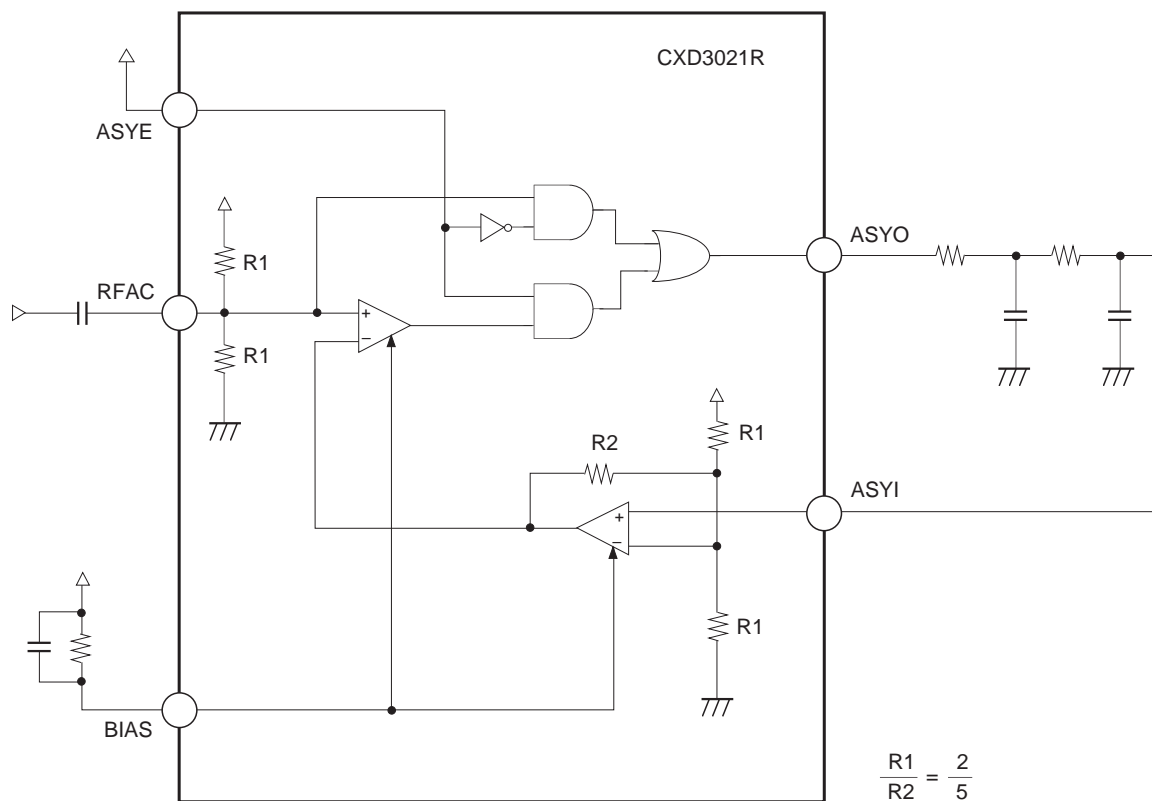 CXD3021R
ASYE
R1
RFAC
R1
ASYO
+
−
R1
R2
ASYI
+
−
R1
BIAS
R1
R2
=
2
5